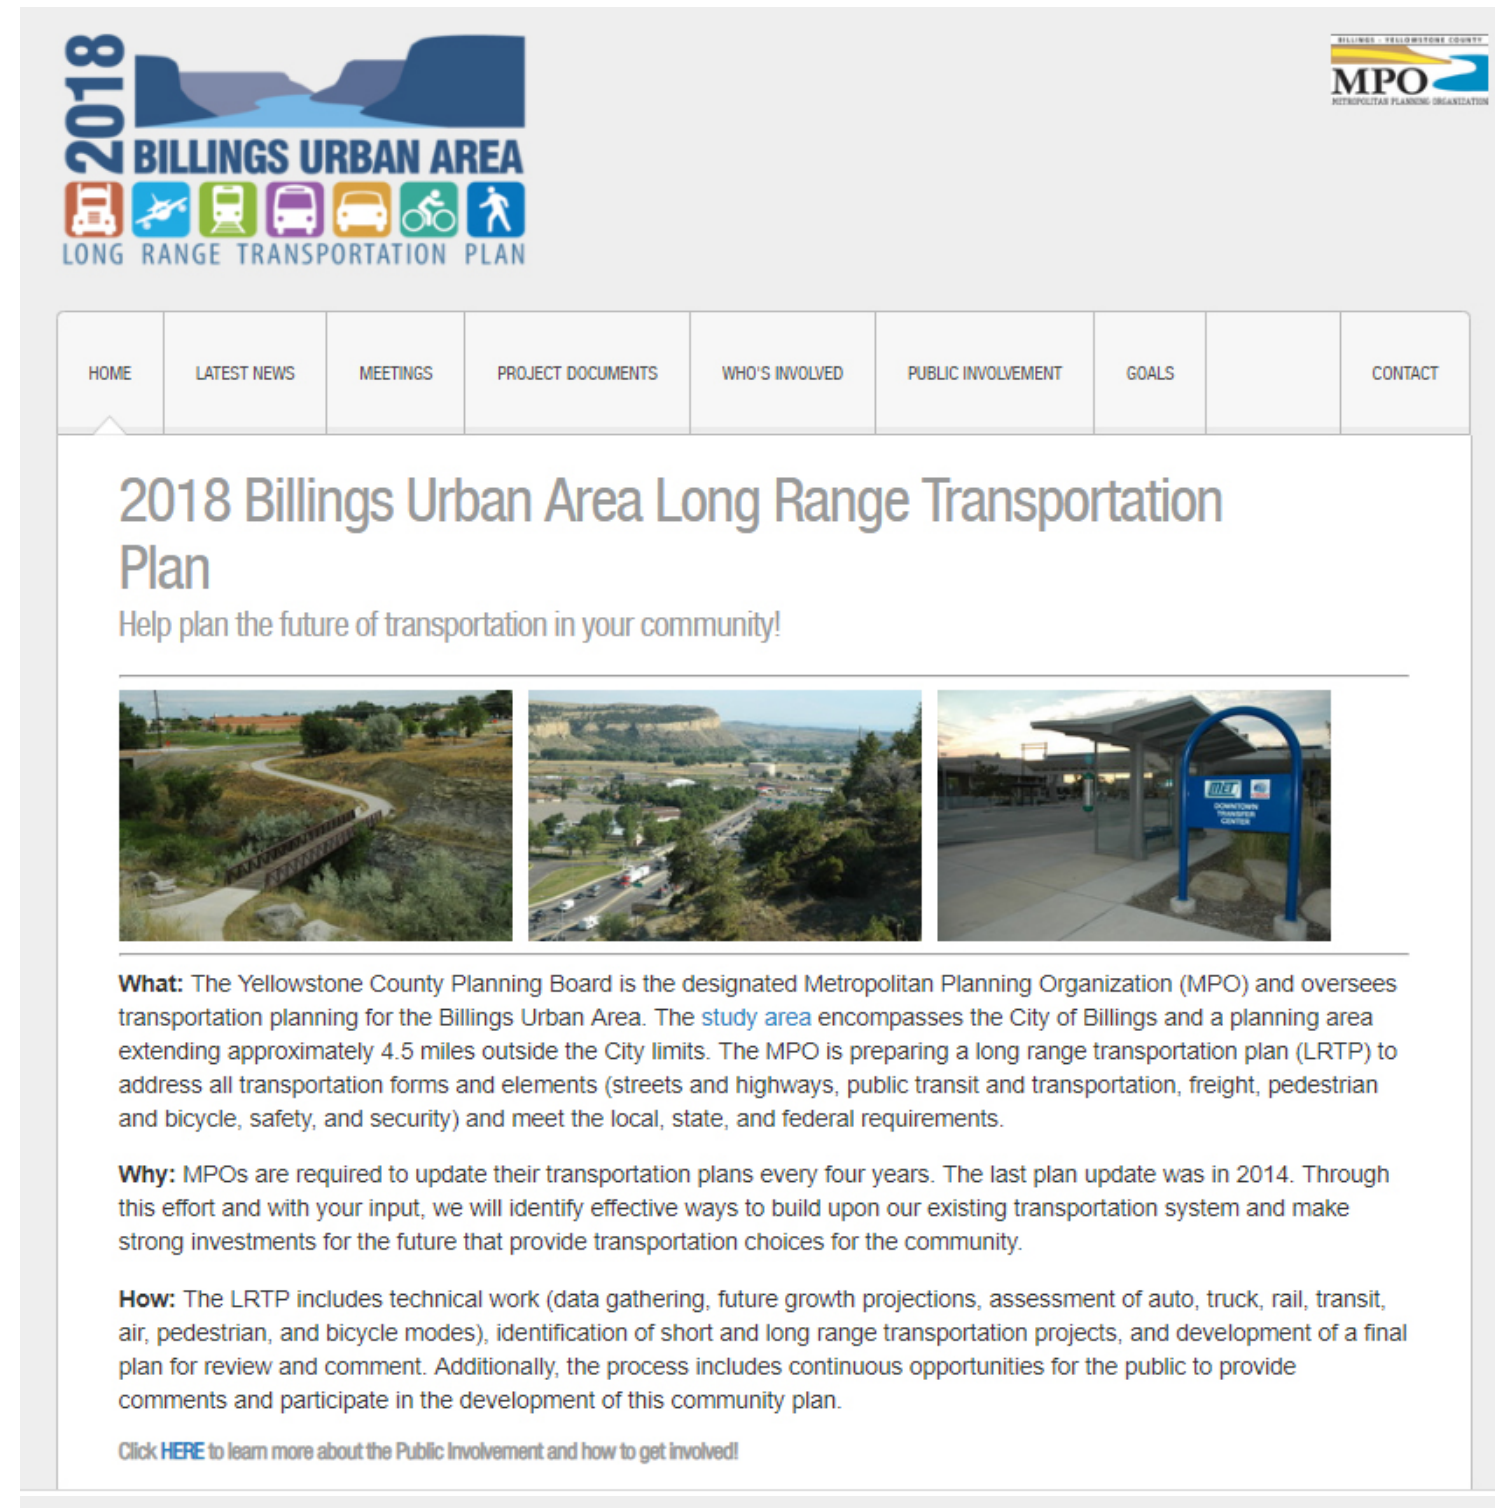 2018
BILLINGS URBAN AREA
LONG RANGE TRANSPORTATION PLAN
BILLINGS - YELLOWSTONE COUNTY
MPO
METROPOLITAN PLANNING ORGANIZATION
HOME
LATEST NEWS
MEETINGS
PROJECT DOCUMENTS
WHO'S INVOLVED
PUBLIC INVOLVEMENT
GOALS
CONTACT
2018 Billings Urban Area Long Range Transportation
Plan
Help plan the future of transportation in your community!
MET
DOWNTOWN
TRANSFER
CENTER
What: The Yellowstone County Planning Board is the designated Metropolitan Planning Organization (MPO) and oversees
transportation planning for the Billings Urban Area. The study area encompasses the City of Billings and a planning area
extending approximately 4.5 miles outside the City limits. The MPO is preparing a long range transportation plan (LRTP) to
address all transportation forms and elements (streets and highways, public transit and transportation, freight, pedestrian
and bicycle, safety, and security) and meet the local, state, and federal requirements.
Why: MPOs are required to update their transportation plans every four years. The last plan update was in 2014. Through
this effort and with your input, we will identify effective ways to build upon our existing transportation system and make
strong investments for the future that provide transportation choices for the community.
How: The LRTP includes technical work (data gathering, future growth projections, assessment of auto, truck, rail, transit,
air, pedestrian, and bicycle modes), identification of short and long range transportation projects, and development of a final
plan for review and comment. Additionally, the process includes continuous opportunities for the public to provide
comments and participate in the development of this community plan.
Click HERE to learn more about the Public Involvement and how to get involved!